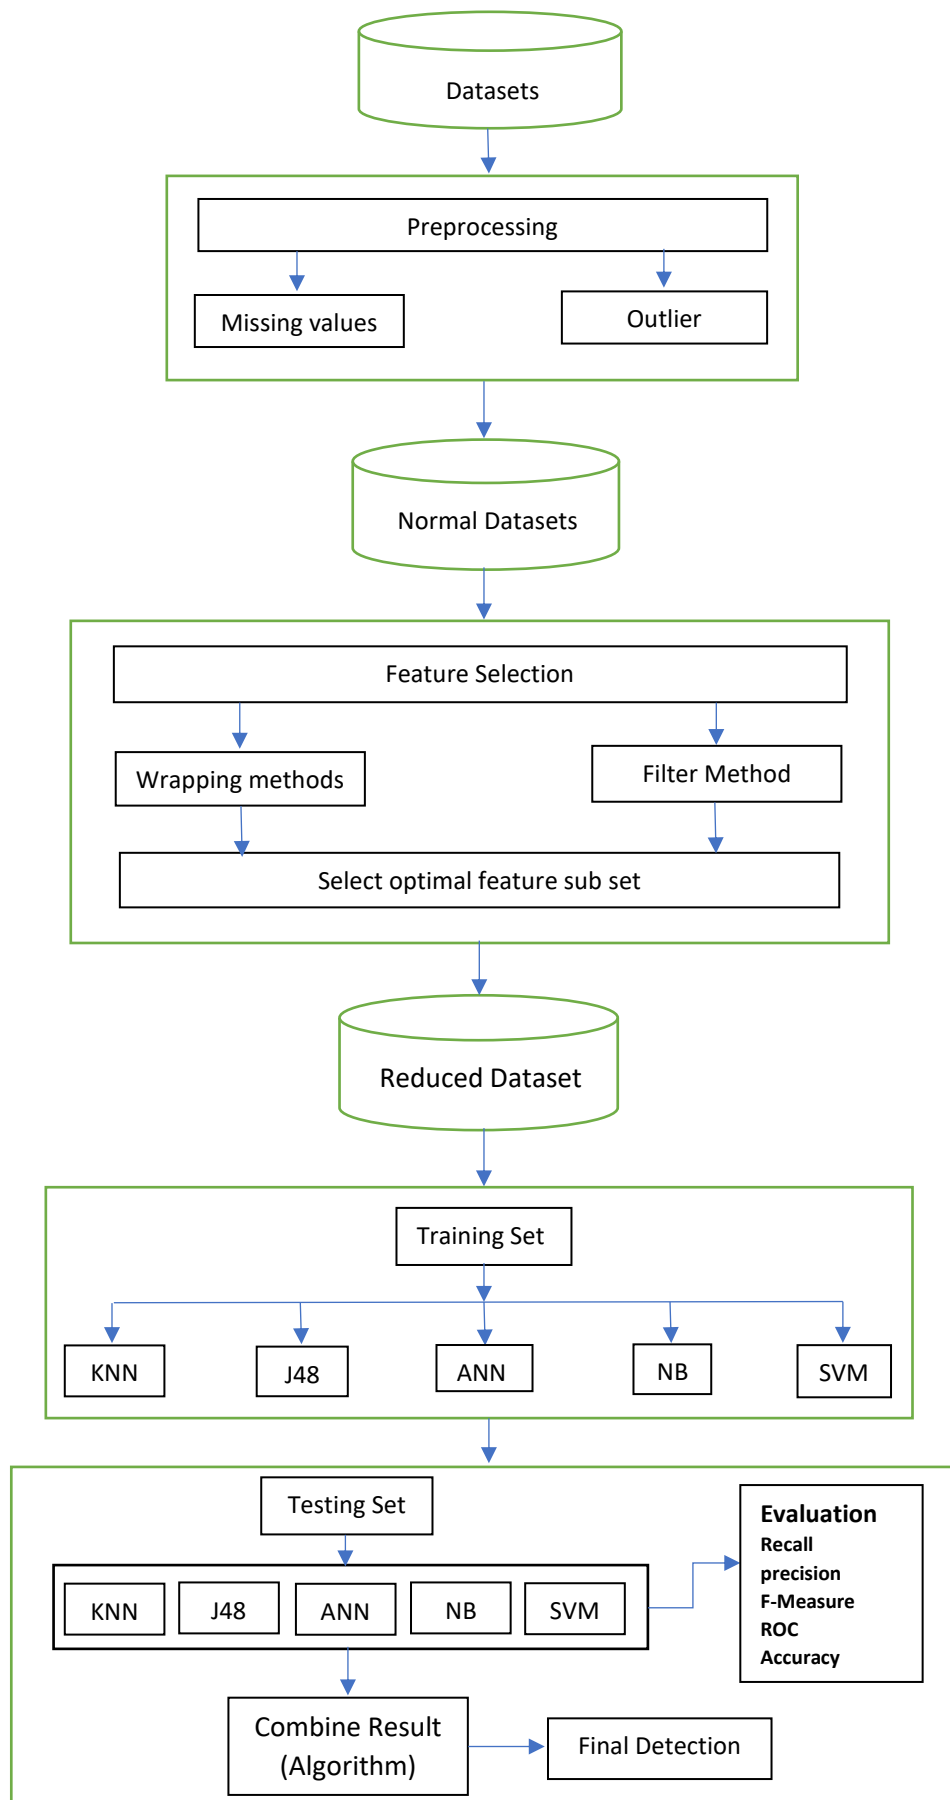 Datasets
Preprocessing
Missing values
Outlier
Normal Datasets
Feature Selection
Wrapping methods
Filter Method
Select optimal feature sub set
Reduced Dataset
Training Set
KNN
J48
ANN
NB
SVM
Testing Set
KNN
J48
ANN
NB
SVM
Evaluation
Recall
precision
F-Measure
ROC
Accuracy
Combine Result
(Algorithm)
Final Detection